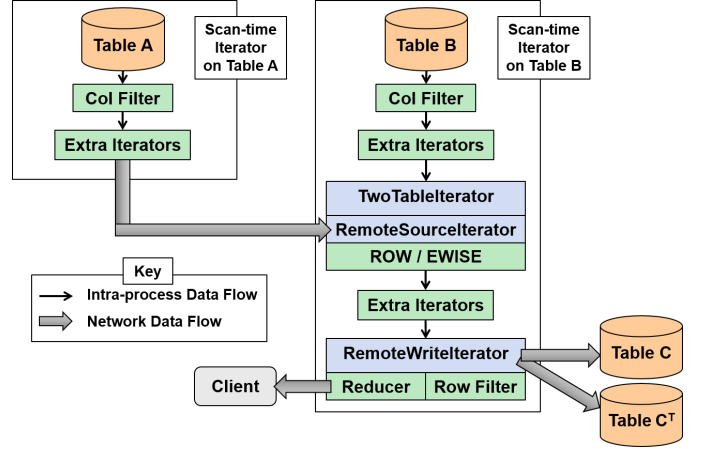 Table A
Scan-time
Iterator
on Table A
Col Filter
Extra Iterators
Table B
Scan-time
Iterator
on Table B
Col Filter
Extra Iterators
TwoTableIterator
RemoteSourceIterator
ROW / EWISE
Key
Intra-process Data Flow
Network Data Flow
Extra Iterators
RemoteWriteIterator
Reducer
Row Filter
Client
Table C
Table Cᵀ